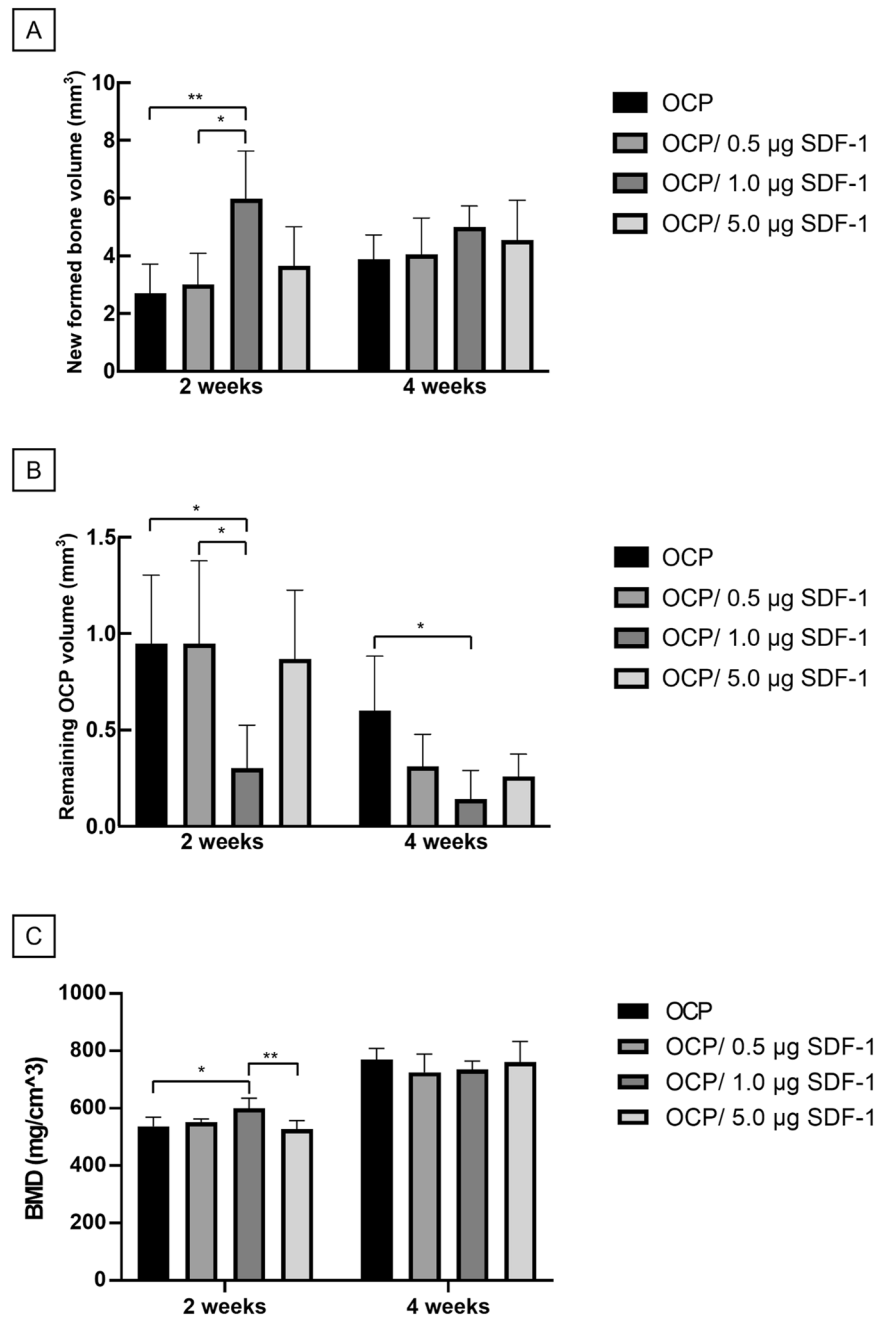 A
New formed bone volume (mm³)
10
8
6
4
2
0
**
*
2 weeks
4 weeks
OCP
OCP/ 0.5 µg SDF-1
OCP/ 1.0 µg SDF-1
OCP/ 5.0 µg SDF-1
B
Remaining OCP volume (mm³)
1.5
1.0
0.5
0.0
*
*
*
2 weeks
4 weeks
OCP
OCP/ 0.5 µg SDF-1
OCP/ 1.0 µg SDF-1
OCP/ 5.0 µg SDF-1
C
BMD (mg/cm^3)
1000
800
600
400
200
0
*
**
2 weeks
4 weeks
OCP
OCP/ 0.5 µg SDF-1
OCP/ 1.0 µg SDF-1
OCP/ 5.0 µg SDF-1